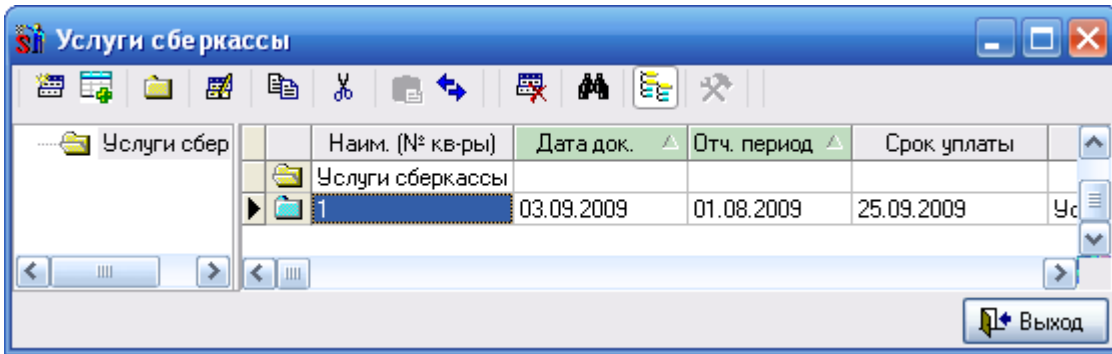 Услуги сберкассы
Услуги сбер
Наим. (№ кв-ры) Дата док. Отч. период Срок уплаты
Услуги сберкассы
1 03.09.2009 01.08.2009 25.09.2009 Ус
Выход